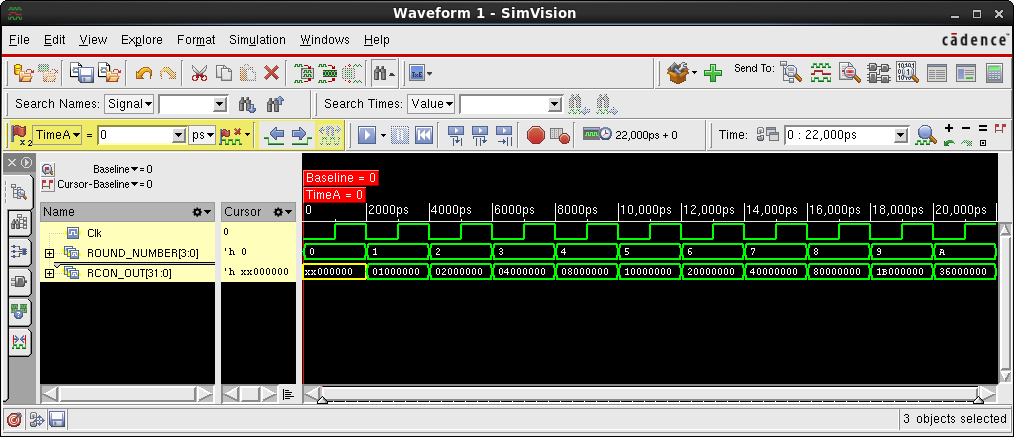 Waveform 1 - SimVision
File Edit View Explore Format Simulation Windows Help
cādence
Send To:
Search Names: Signal Search Times: Value
x2 TimeA = 0 ps 22,000ps + 0 Time: 0 : 22,000ps
Baseline = 0
Cursor-Baseline = 0
Baseline = 0
TimeA = 0
Name Cursor 0 2000ps 4000ps 6000ps 8000ps 10,000ps 12,000ps 14,000ps 16,000ps 18,000ps 20,000ps
Clk 0
ROUND_NUMBER[3:0] 'h 0 0 1 2 3 4 5 6 7 8 9 A
RCON_OUT[31:0] 'h xx000000 xx000000 01000000 02000000 04000000 08000000 10000000 20000000 40000000 80000000 1B000000 36000000
3 objects selected